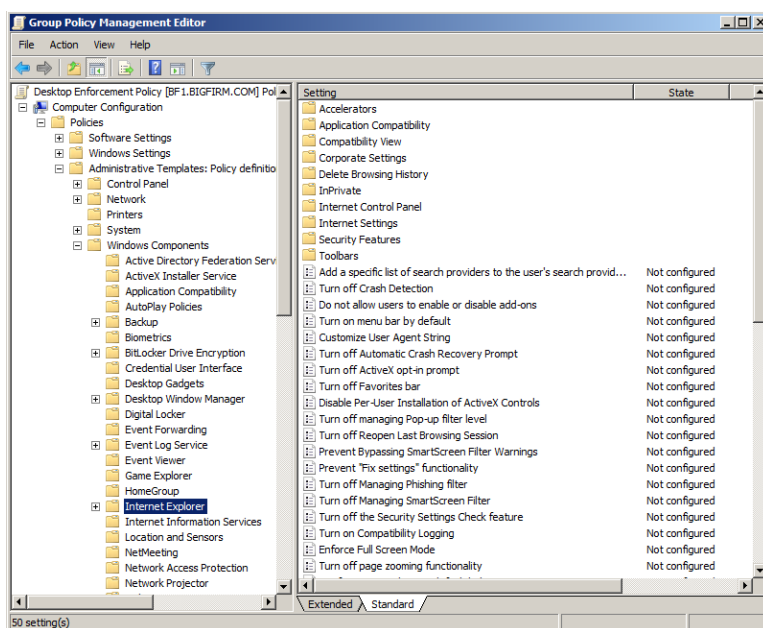 Group Policy Management Editor
File Action View Help
Desktop Enforcement Policy [BF1.BIGFIRM.COM] Pol
Computer Configuration
Policies
Software Settings
Windows Settings
Administrative Templates: Policy definitio
Control Panel
Network
Printers
System
Windows Components
Active Directory Federation Serv
ActiveX Installer Service
Application Compatibility
AutoPlay Policies
Backup
Biometrics
BitLocker Drive Encryption
Credential User Interface
Desktop Gadgets
Desktop Window Manager
Digital Locker
Event Forwarding
Event Log Service
Event Viewer
Game Explorer
HomeGroup
Internet Explorer
Internet Information Services
Location and Sensors
NetMeeting
Network Access Protection
Network Projector
Setting State
Accelerators
Application Compatibility
Compatibility View
Corporate Settings
Delete Browsing History
InPrivate
Internet Control Panel
Internet Settings
Security Features
Toolbars
Add a specific list of search providers to the user's search provid... Not configured
Turn off Crash Detection Not configured
Do not allow users to enable or disable add-ons Not configured
Turn on menu bar by default Not configured
Customize User Agent String Not configured
Turn off Automatic Crash Recovery Prompt Not configured
Turn off ActiveX opt-in prompt Not configured
Turn off Favorites bar Not configured
Disable Per-User Installation of ActiveX Controls Not configured
Turn off managing Pop-up filter level Not configured
Turn off Reopen Last Browsing Session Not configured
Prevent Bypassing SmartScreen Filter Warnings Not configured
Prevent "Fix settings" functionality Not configured
Turn off Managing Phishing filter Not configured
Turn off Managing SmartScreen Filter Not configured
Turn off the Security Settings Check feature Not configured
Turn on Compatibility Logging Not configured
Enforce Full Screen Mode Not configured
Turn off page zooming functionality Not configured
Extended Standard
50 setting(s)